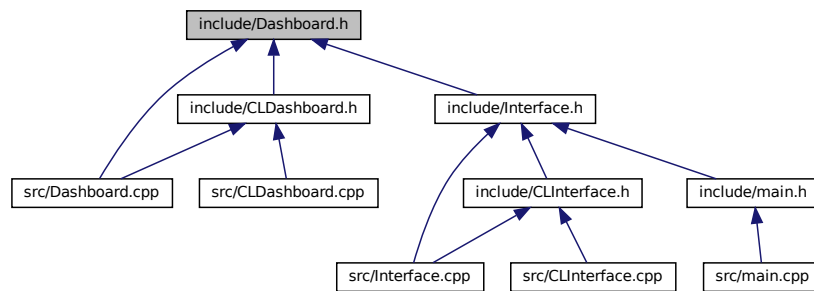 include/Dashboard.h
include/CLDashboard.h
include/Interface.h
src/Dashboard.cpp
src/CLDashboard.cpp
include/CLInterface.h
include/main.h
src/Interface.cpp
src/CLInterface.cpp
src/main.cpp